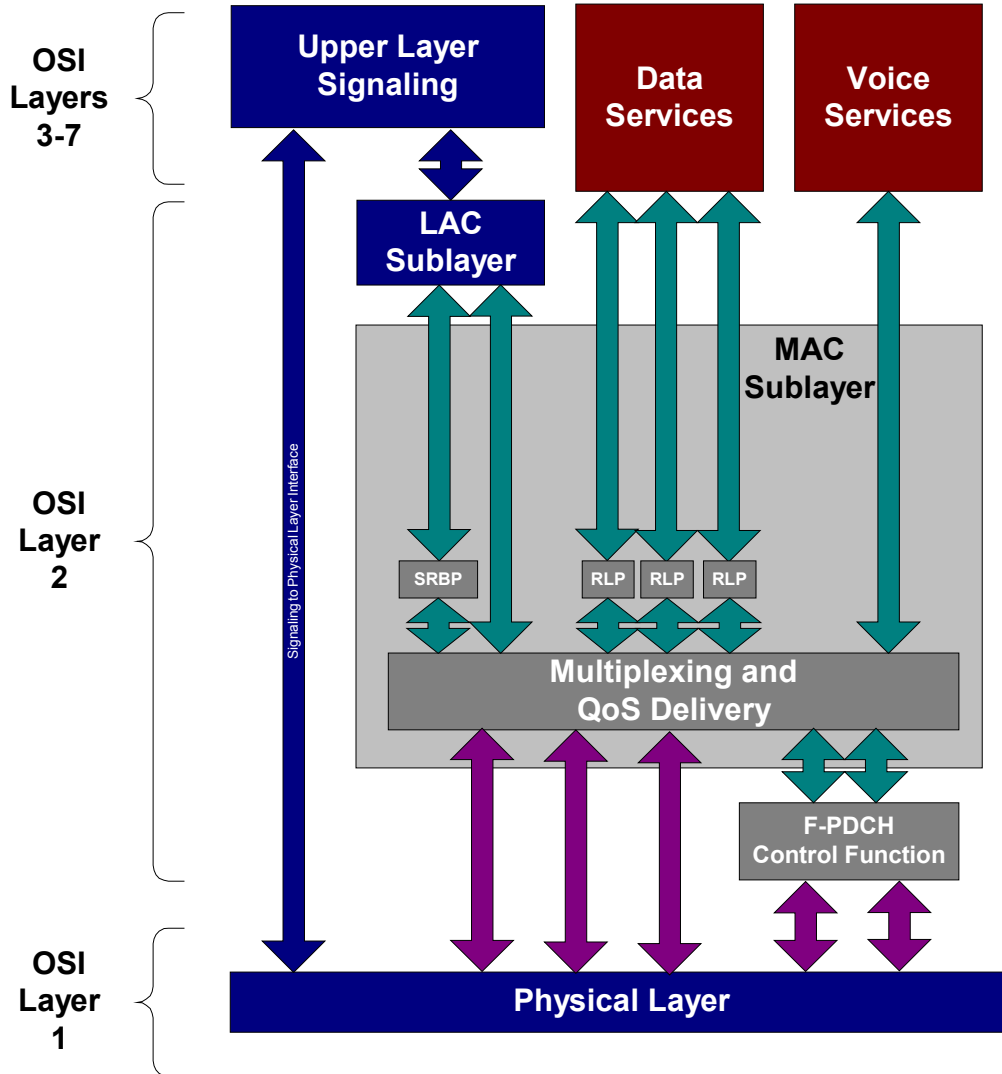 OSI
Layers
3-7
Upper Layer
Signaling
Data
Services
Voice
Services
LAC
Sublayer
MAC
Sublayer
OSI
Layer
2
Signaling to Physical Layer Interface
SRBP
RLP
RLP
RLP
Multiplexing and
QoS Delivery
F-PDCH
Control Function
OSI
Layer
1
Physical Layer